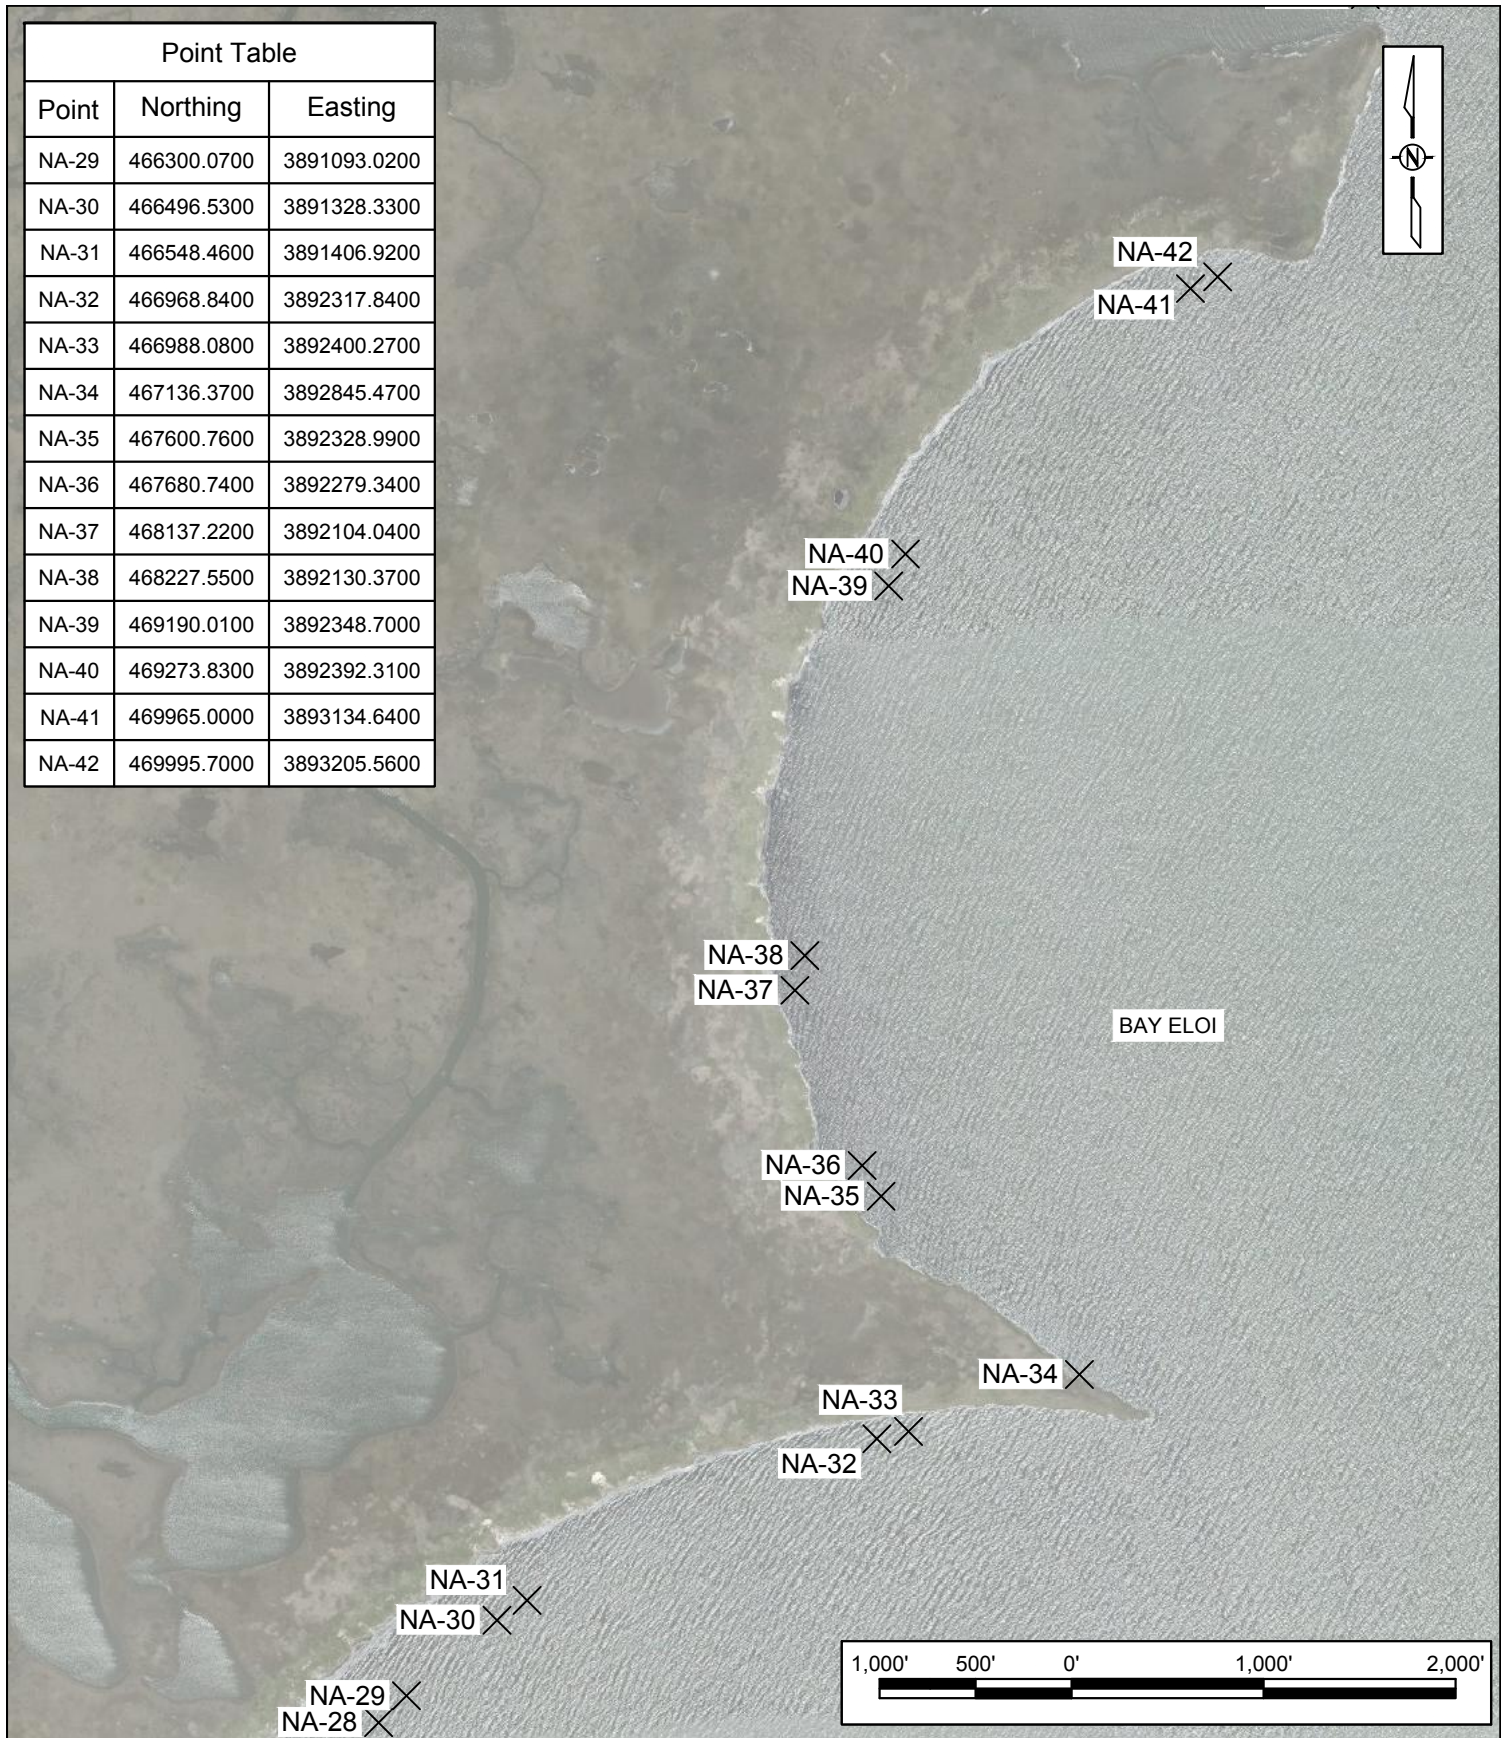 Point Table
Point Northing Easting
NA-29 466300.0700 3891093.0200
NA-30 466496.5300 3891328.3300
NA-31 466548.4600 3891406.9200
NA-32 466968.8400 3892317.8400
NA-33 466988.0800 3892400.2700
NA-34 467136.3700 3892845.4700
NA-35 467600.7600 3892328.9900
NA-36 467680.7400 3892279.3400
NA-37 468137.2200 3892104.0400
NA-38 468227.5500 3892130.3700
NA-39 469190.0100 3892348.7000
NA-40 469273.8300 3892392.3100
NA-41 469965.0000 3893134.6400
NA-42 469995.7000 3893205.5600
N
NA-42
NA-41
NA-40
NA-39
NA-38
NA-37
BAY ELOI
NA-36
NA-35
NA-34
NA-33
NA-32
NA-31
NA-30
NA-29
NA-28
1,000' 500' 0' 1,000' 2,000'